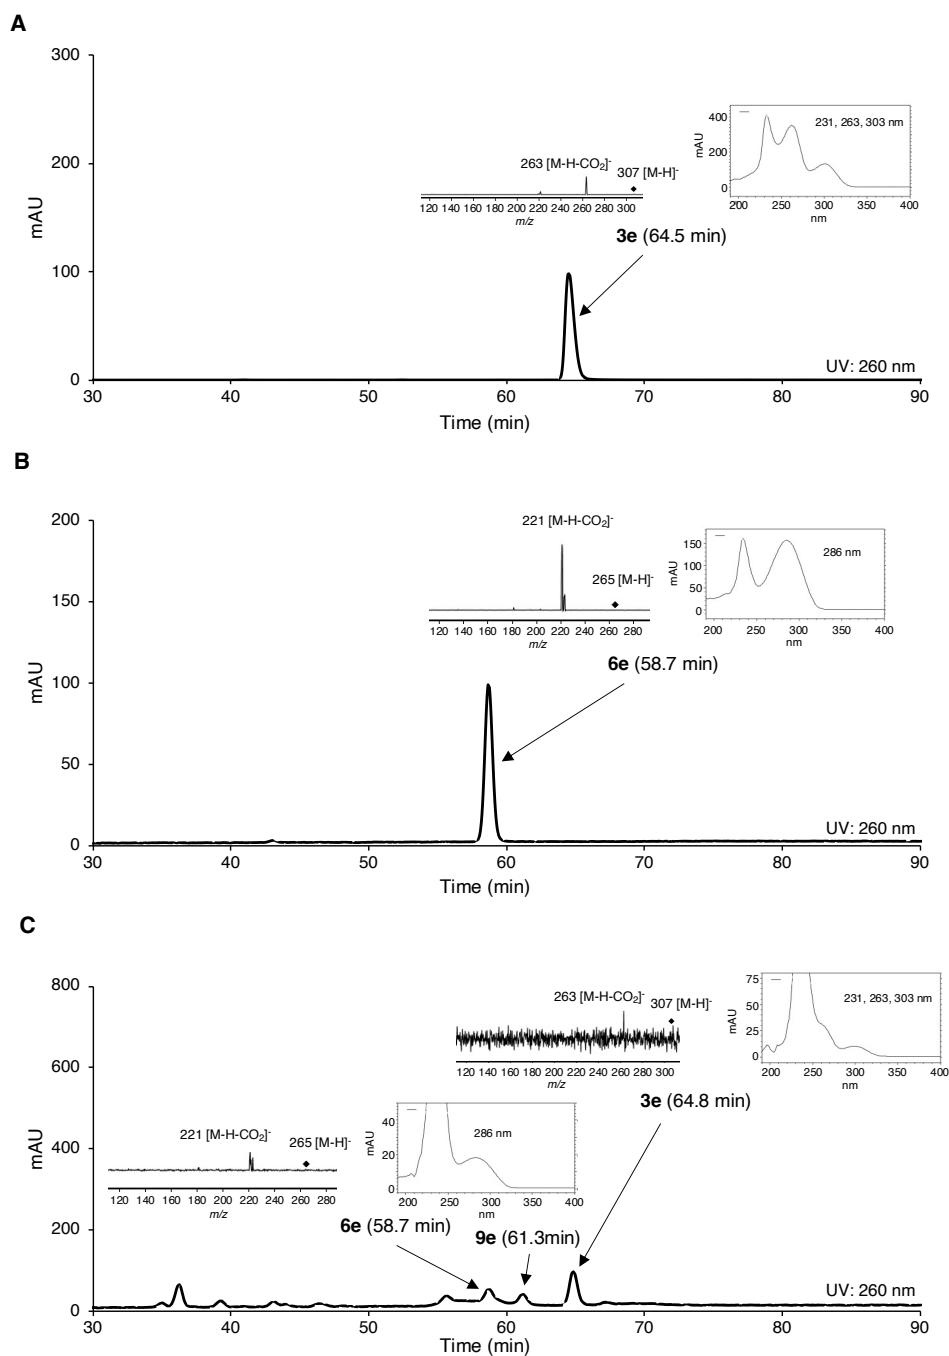 A
300
200
100
0
mAU
30 40 50 60 70 80 90
Time (min)
UV: 260 nm
263 [M-H-CO₂]⁻
307 [M-H]⁻
120 140 160 180 200 220 240 260 280 300
m/z
3e (64.5 min)
400
200
0
mAU
231, 263, 303 nm
200 250 300 350 400
nm
B
200
150
100
50
0
mAU
30 40 50 60 70 80 90
Time (min)
UV: 260 nm
221 [M-H-CO₂]⁻
265 [M-H]⁻
120 140 160 180 200 220 240 260 280
m/z
6e (58.7 min)
150
100
50
0
mAU
286 nm
200 250 300 350 400
nm
C
800
600
400
200
0
mAU
30 40 50 60 70 80 90
Time (min)
UV: 260 nm
263 [M-H-CO₂]⁻
307 [M-H]⁻
120 140 160 180 200 220 240 260 280 300
m/z
3e (64.8 min)
75
50
25
0
mAU
231, 263, 303 nm
200 250 300 350 400
nm
221 [M-H-CO₂]⁻
265 [M-H]⁻
120 140 160 180 200 220 240 260 280
m/z
40
20
0
mAU
286 nm
200 250 300 350 400
nm
6e (58.7 min)
9e (61.3min)